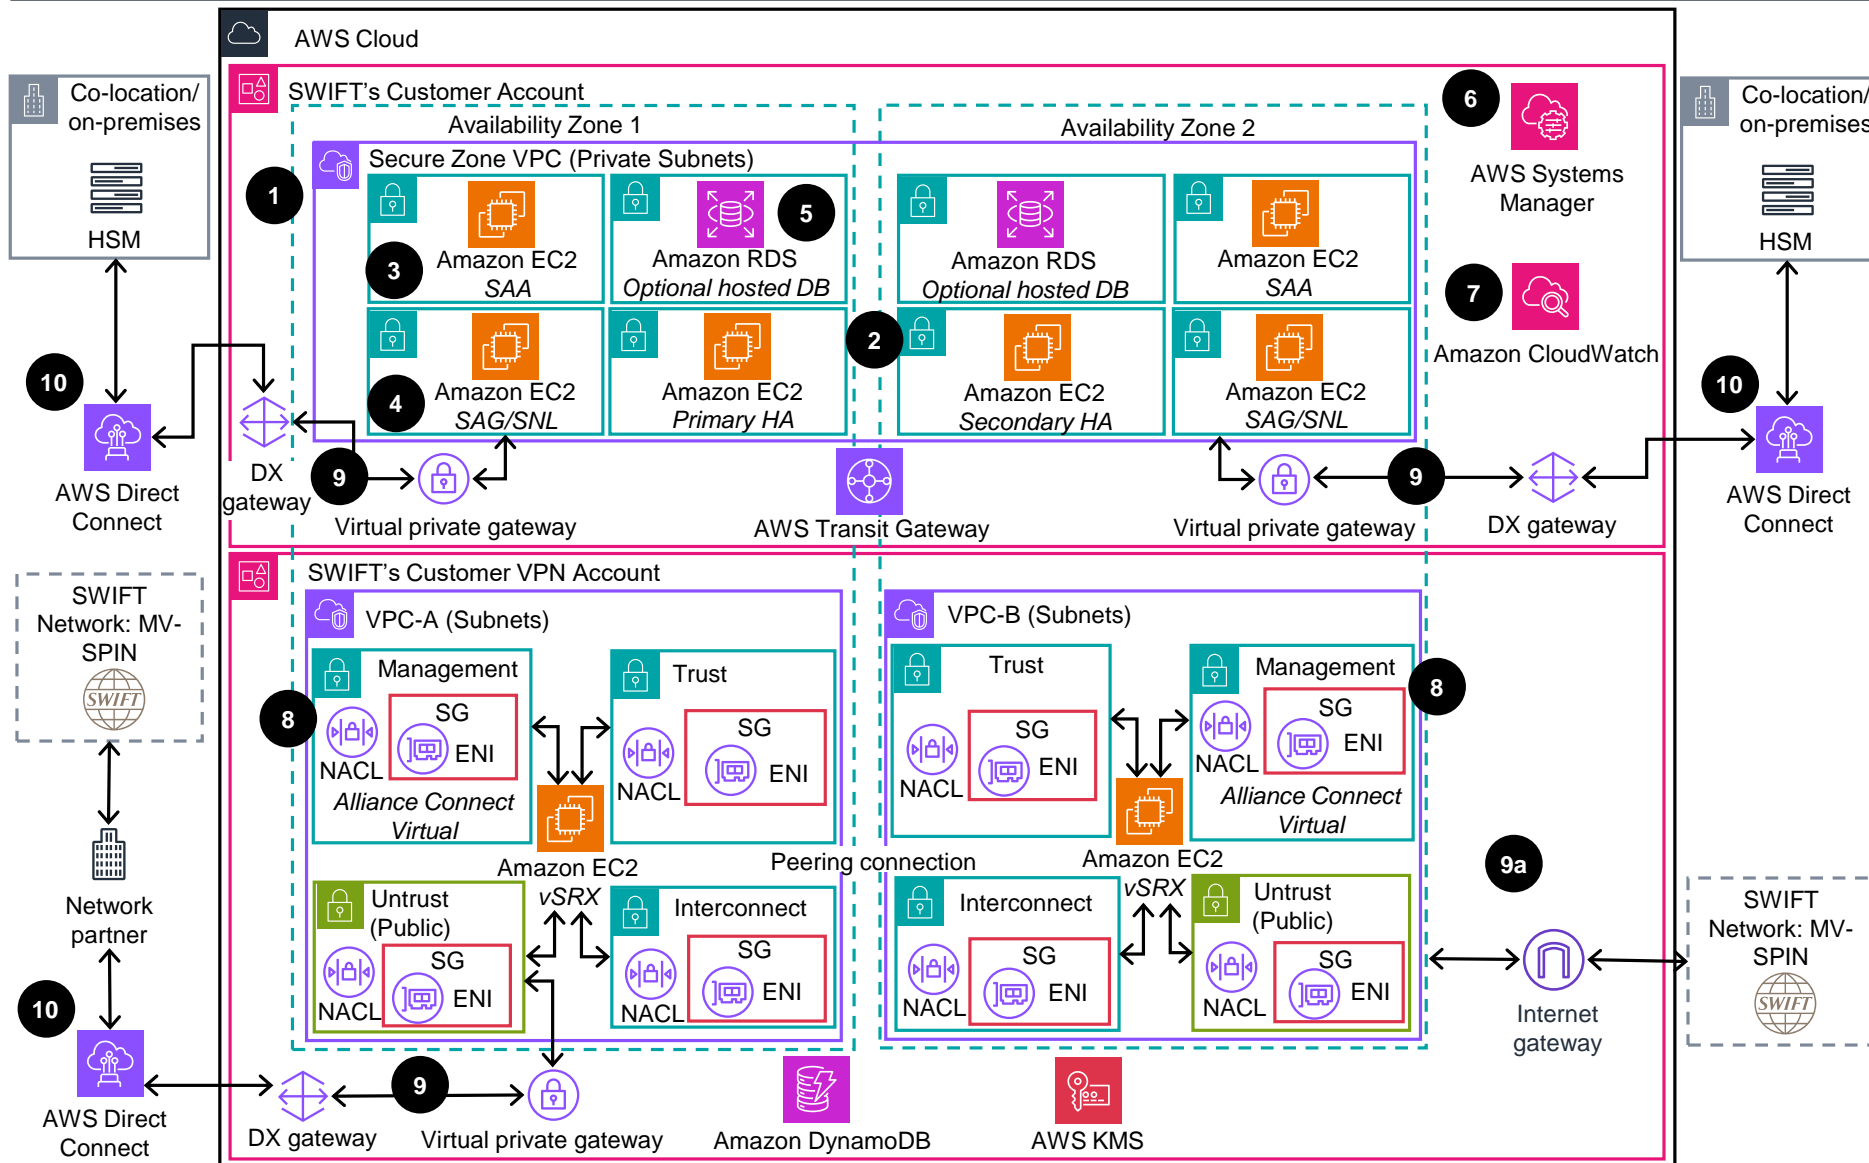 AWS Cloud
SWIFT's Customer Account
Co-location/
on-premises
HSM
10
AWS Direct
Connect
DX
gateway
9
Virtual private gateway
Availability Zone 1
Availability Zone 2
1
Secure Zone VPC (Private Subnets)
3
Amazon EC2
SAA
5
Amazon RDS
Optional hosted DB
4
Amazon EC2
SAG/SNL
Amazon EC2
Primary HA
2
Amazon RDS
Optional hosted DB
Amazon EC2
SAA
Amazon EC2
Secondary HA
Amazon EC2
SAG/SNL
AWS Transit Gateway
Virtual private gateway
9
DX gateway
6
AWS Systems
Manager
7
Amazon CloudWatch
Co-location/
on-premises
HSM
10
AWS Direct
Connect
SWIFT's Customer VPN Account
SWIFT
Network: MV-
SPIN
SWIFT
Network
partner
10
AWS Direct
Connect
DX gateway
9
Virtual private gateway
VPC-A (Subnets)
8
Management
SG
ENI
NACL
Alliance Connect
Virtual
Trust
SG
ENI
NACL
Amazon EC2
vSRX
Untrust
(Public)
SG
ENI
NACL
Interconnect
SG
ENI
NACL
Peering connection
VPC-B (Subnets)
Trust
SG
ENI
NACL
8
Management
SG
ENI
NACL
Alliance Connect
Virtual
Amazon EC2
vSRX
Interconnect
SG
ENI
NACL
Untrust
(Public)
SG
ENI
NACL
9a
Internet
gateway
SWIFT
Network: MV-
SPIN
SWIFT
Amazon DynamoDB
AWS KMS